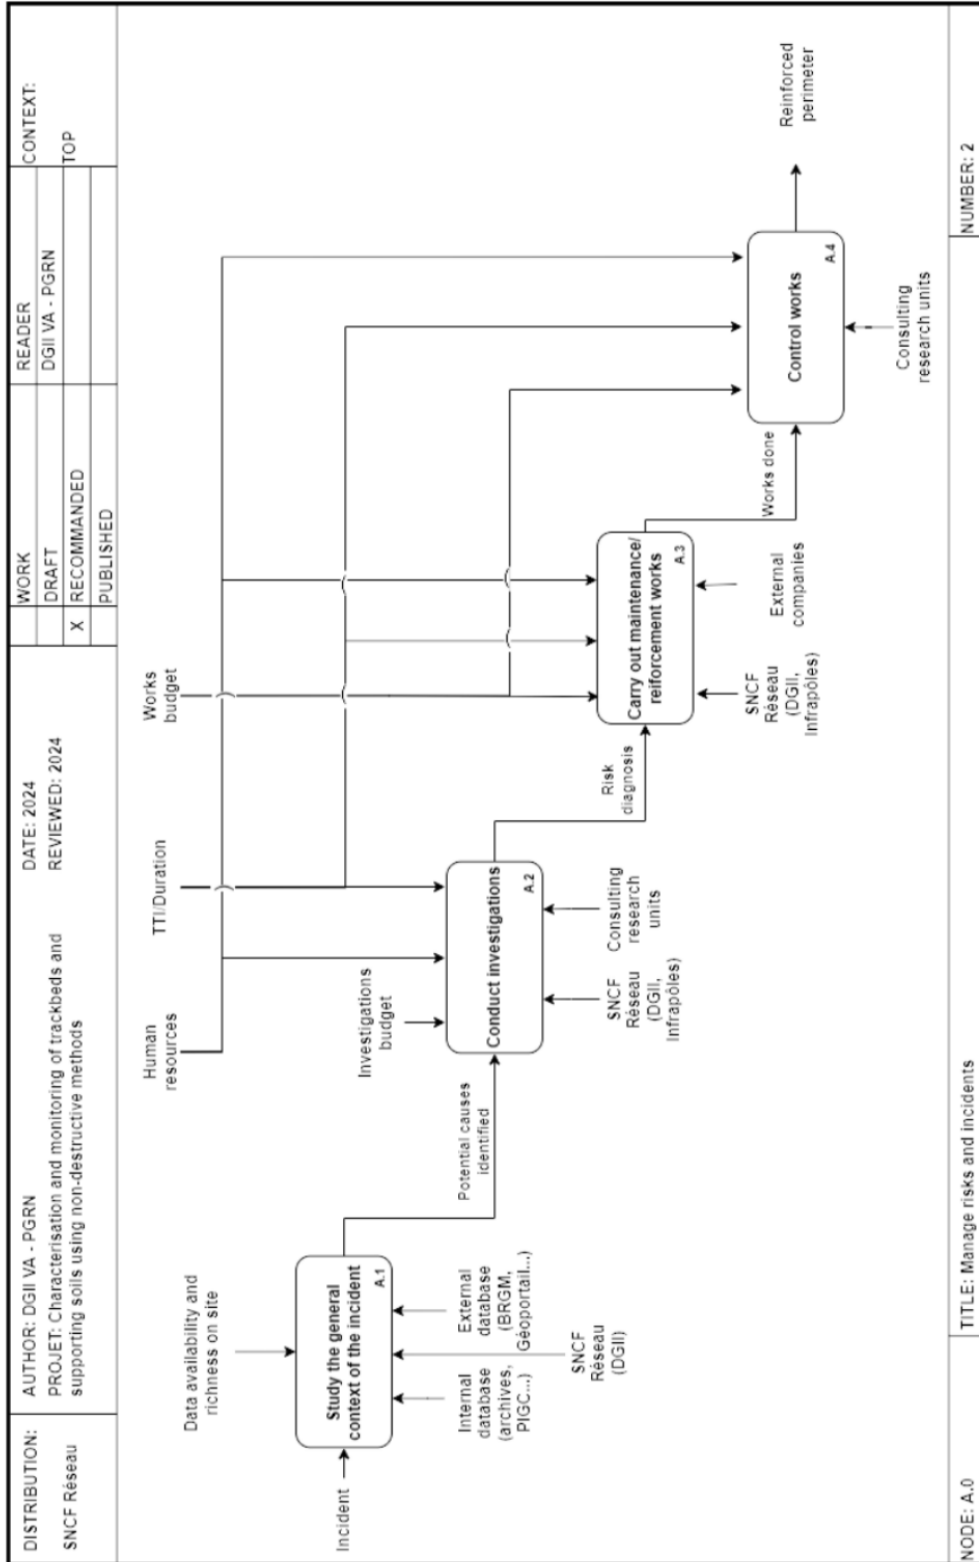 DISTRIBUTION:
SNCF Réseau
AUTHOR: DGII VA - PGRN
PROJET: Characterisation and monitoring of trackbeds and
supporting soils using non-destructive methods
DATE: 2024
REVIEWED: 2024
WORK
DRAFT
X RECOMMANDED
PUBLISHED
READER
DGII VA - PGRN
CONTEXT:
TOP
Human
resources
TTI/Duration
Works
budget
Data availability and
richness on site
Incident
Study the general
context of the incident
A.1
Internal
database
(archives,
PIGC...)
SNCF
Réseau
(DGII)
External
database
(BRGM,
Géoportail...)
Potential causes
identified
Investigations
budget
Conduct investigations
A.2
SNCF
Réseau
(DGII,
Infrapôles)
Consulting
research
units
Risk
diagnosis
Carry out maintenance/
reiforcement works
A.3
SNCF
Réseau
(DGII,
Infrapôles)
External
companies
Works done
Control works
A.4
Consulting
research units
Reinforced
perimeter
NODE: A.0
TITLE: Manage risks and incidents
NUMBER: 2